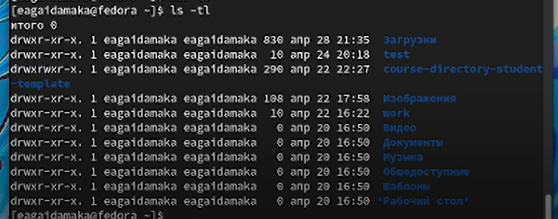 [eagaidamaka@fedora ~]$ ls -tl
итого 0
drwxr-xr-x. 1 eagaidamaka eagaidamaka 830 апр 28 21:35 Загрузки
drwxr-xr-x. 1 eagaidamaka eagaidamaka 10 апр 24 20:18 test
drwxrwxr-x. 1 eagaidamaka eagaidamaka 290 апр 22 22:27 course-directory-student
-template
drwxr-xr-x. 1 eagaidamaka eagaidamaka 108 апр 22 17:58 Изображения
drwxr-xr-x. 1 eagaidamaka eagaidamaka 10 апр 22 16:22 work
drwxr-xr-x. 1 eagaidamaka eagaidamaka 0 апр 20 16:50 Видео
drwxr-xr-x. 1 eagaidamaka eagaidamaka 0 апр 20 16:50 Документы
drwxr-xr-x. 1 eagaidamaka eagaidamaka 0 апр 20 16:50 Музыка
drwxr-xr-x. 1 eagaidamaka eagaidamaka 0 апр 20 16:50 Общедоступные
drwxr-xr-x. 1 eagaidamaka eagaidamaka 0 апр 20 16:50 Шаблоны
drwxr-xr-x. 1 eagaidamaka eagaidamaka 0 апр 20 16:50 'Рабочий стол'
[eagaidamaka@fedora ~]$